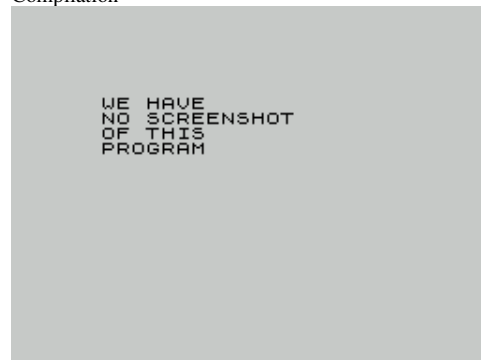 Compilation
WE HAVE
NO SCREENSHOT
OF THIS
PROGRAM